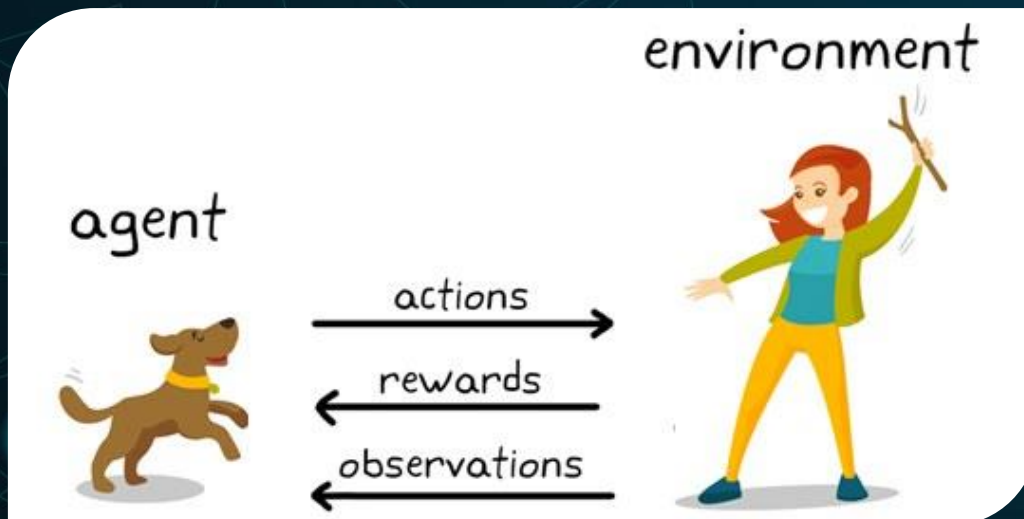 environment
agent
actions
rewards
observations